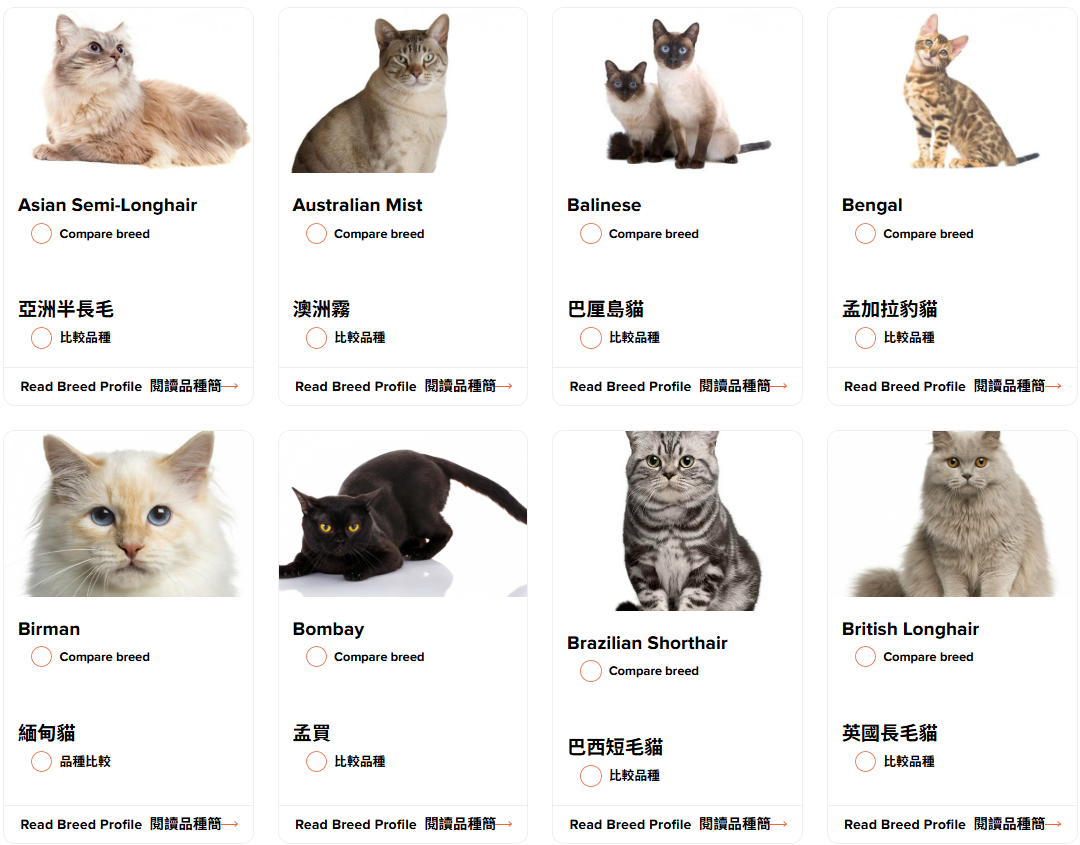 Asian Semi-Longhair
Compare breed
亞洲半長毛
比較品種
Read Breed Profile 閱讀品種簡→
Australian Mist
Compare breed
澳洲霧
比較品種
Read Breed Profile 閱讀品種簡→
Balinese
Compare breed
巴厘島貓
比較品種
Read Breed Profile 閱讀品種簡→
Bengal
Compare breed
孟加拉豹貓
比較品種
Read Breed Profile 閱讀品種簡→
Birman
Compare breed
緬甸貓
品種比較
Read Breed Profile 閱讀品種簡→
Bombay
Compare breed
孟買
比較品種
Read Breed Profile 閱讀品種簡→
Brazilian Shorthair
Compare breed
巴西短毛貓
比較品種
Read Breed Profile 閱讀品種簡→
British Longhair
Compare breed
英國長毛貓
比較品種
Read Breed Profile 閱讀品種簡→